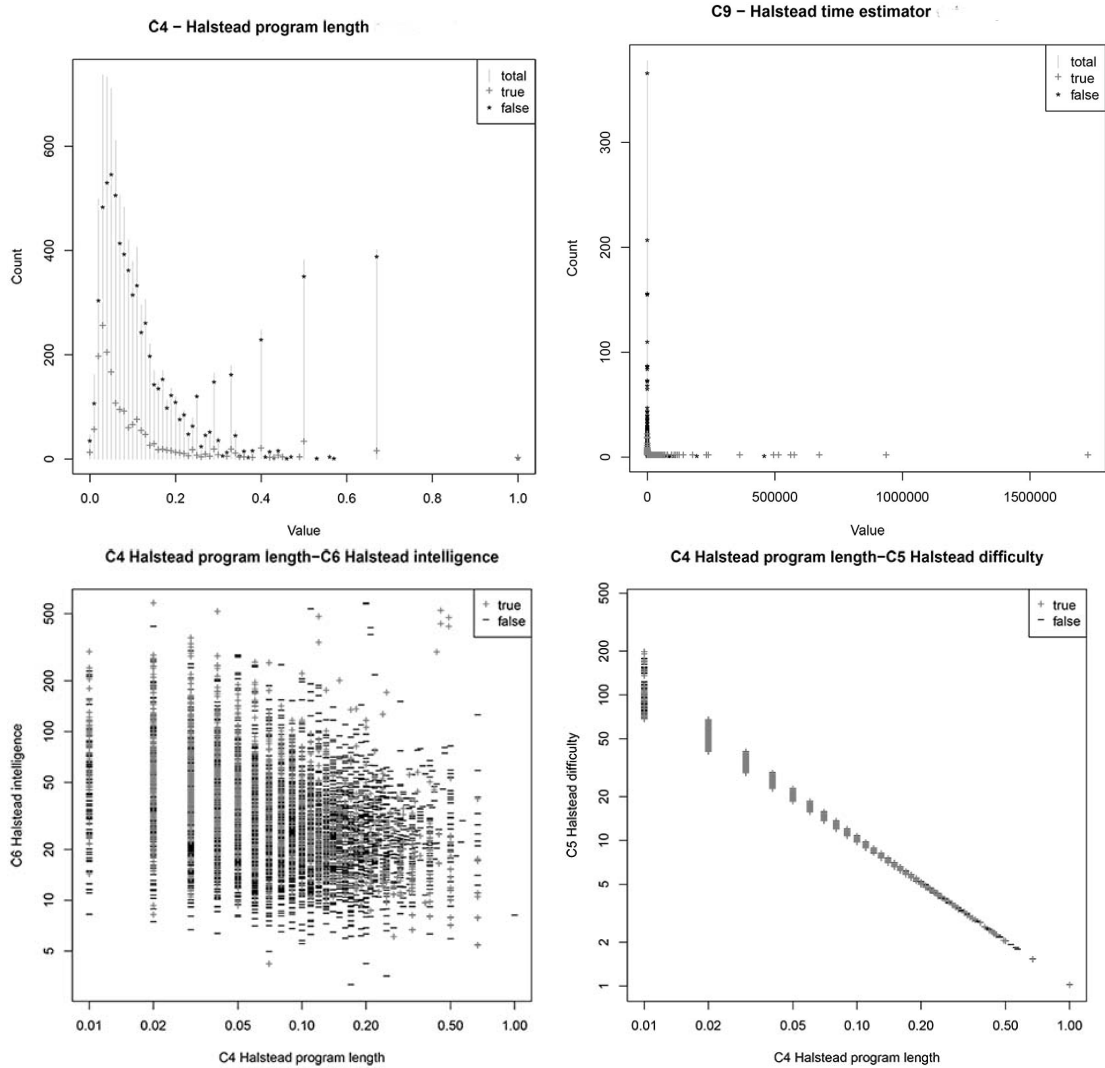 C4 – Halstead program length
total
true
false
Count
600
400
200
0
0.0
0.2
0.4
0.6
0.8
1.0
Value
C9 – Halstead time estimator
total
true
false
Count
300
200
100
0
0
500000
1000000
1500000
Value
C4 Halstead program length–C6 Halstead intelligence
true
false
C6 Halstead intelligence
500
200
100
50
20
10
5
0.01
0.02
0.05
0.10
0.20
0.50
1.00
C4 Halstead program length
C4 Halstead program length–C5 Halstead difficulty
true
false
C5 Halstead difficulty
500
200
100
50
20
10
5
2
1
0.01
0.02
0.05
0.10
0.20
0.50
1.00
C4 Halstead program length